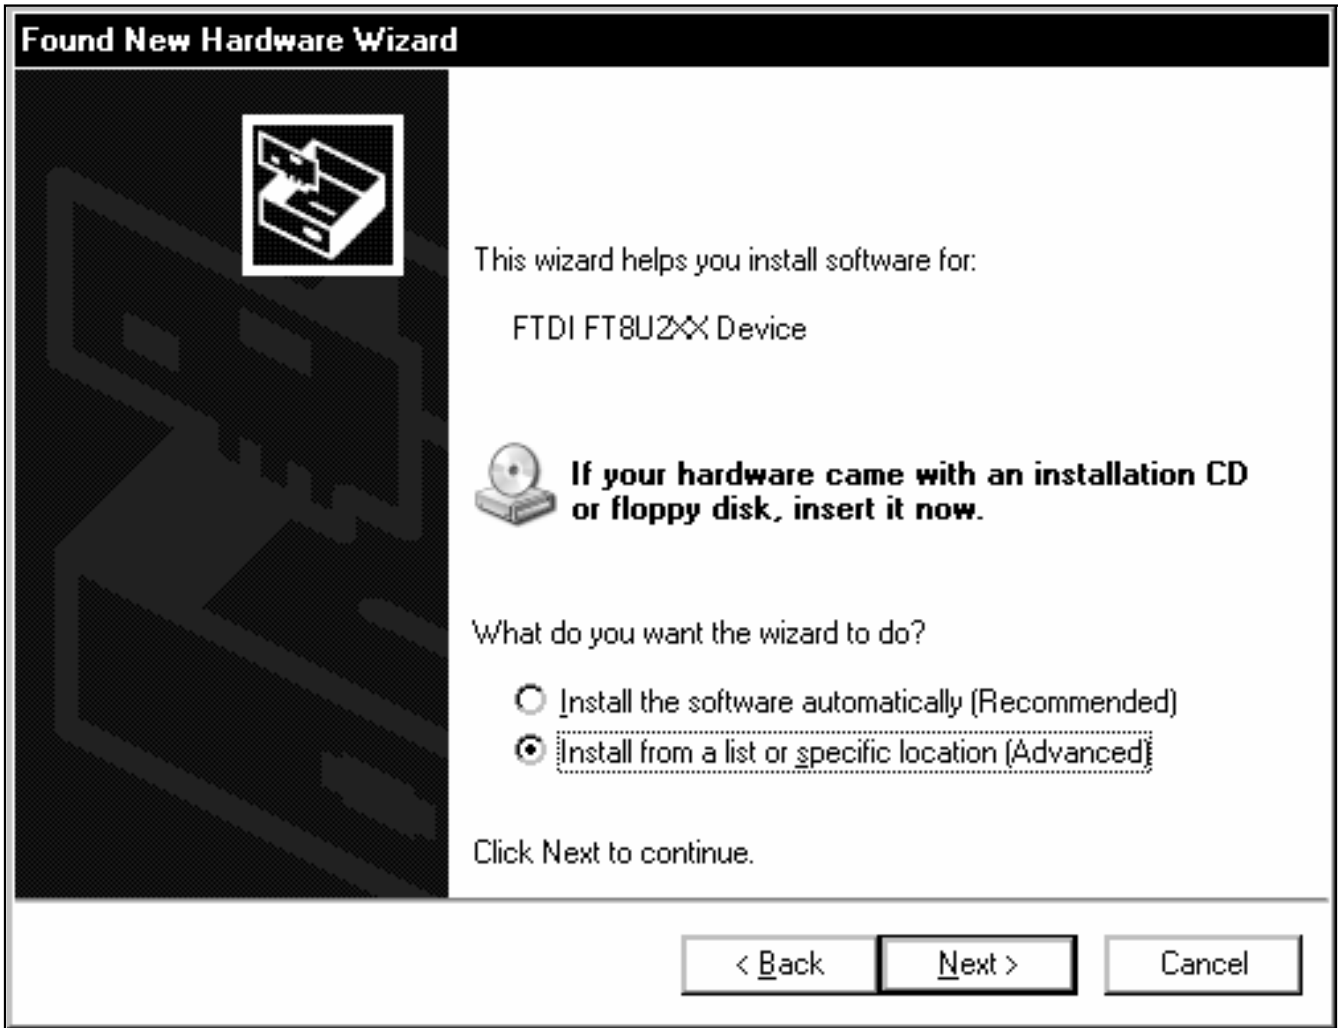 Found New Hardware Wizard
This wizard helps you install software for:
FTDI FT8U2XX Device
If your hardware came with an installation CD
or floppy disk, insert it now.
What do you want the wizard to do?
Install the software automatically (Recommended)
Install from a list or specific location (Advanced)
Click Next to continue.
< Back Next > Cancel